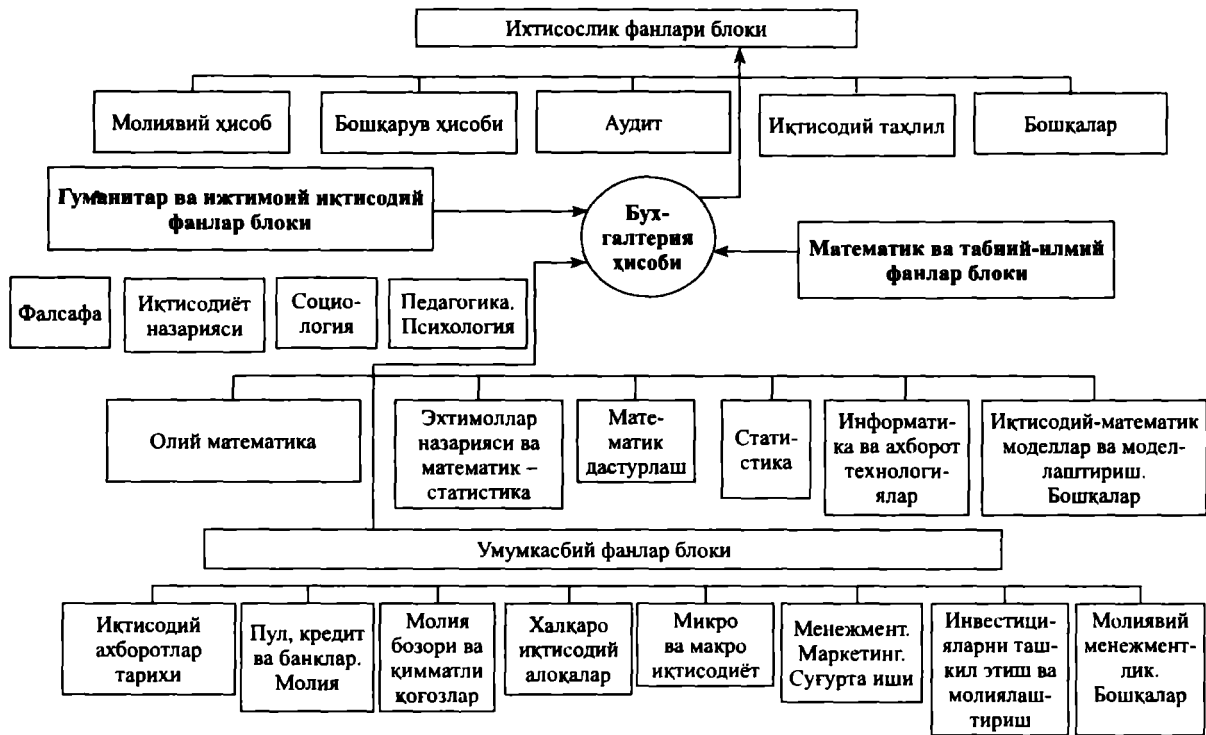 Ихтисослик фанлари блоки
Молиявий ҳисоб
Бошқарув ҳисоби
Аудит
Иқтисодий таҳлил
Бошқалар
Гуманитар ва ижтимоий иқтисодий
фанлар блоки
Бух-
галтерия
ҳисоби
Математик ва табиий-илмий
фанлар блоки
Фалсафа
Иқтисодиёт
назарияси
Социо-
логия
Педагогика.
Психология
Олий математика
Эхтимоллар
назарияси ва
математик –
статистика
Мате-
матик
дастурлаш
Стати-
стика
Информати-
ка ва ахборот
технологи-
ялар
Иқтисодий-математик
моделлар ва модел-
лаштириш.
Бошқалар
Умумкасбий фанлар блоки
Иқтисодий
ахборотлар
тарихи
Пул, кредит
ва банклар.
Молия
Молия
бозори ва
қимматли
қоғозлар
Халқаро
иқтисодий
алоқалар
Микро
ва макро
иқтисодиёт
Менежмент.
Маркетинг.
Суғурта иши
Инвестици-
яларни таш-
кил этиш ва
молиялаш-
тириш
Молиявий
менежмент-
лик.
Бошқалар